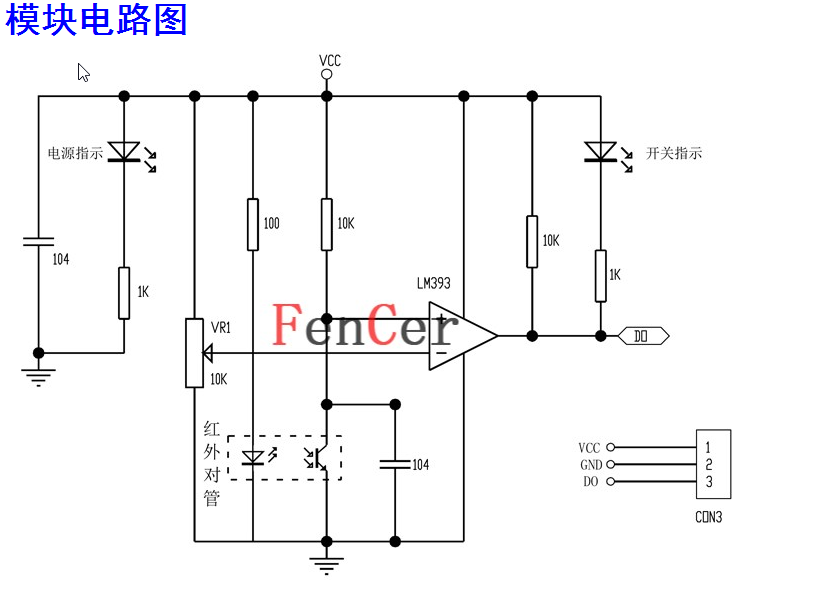 模块电路图
VCC
电源指示
开关指示
100
10K
10K
104
1K
1K
LM393
VR1
FenCer
+
−
DO
10K
红外对管
104
VCC
1
GND
2
DO
3
CON3